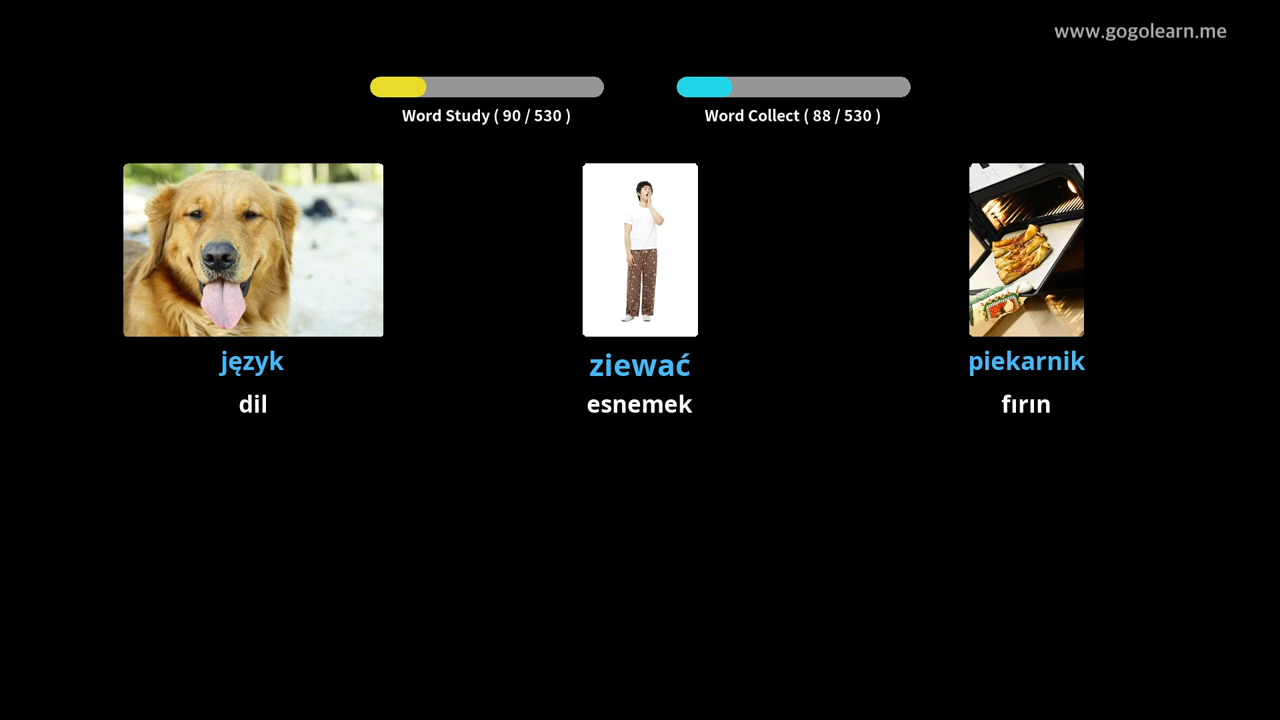 www.gogolearn.me
Word Study ( 90 / 530 )
Word Collect ( 88 / 530 )
język
ziewać
piekarnik
dil
esnemek
fırın